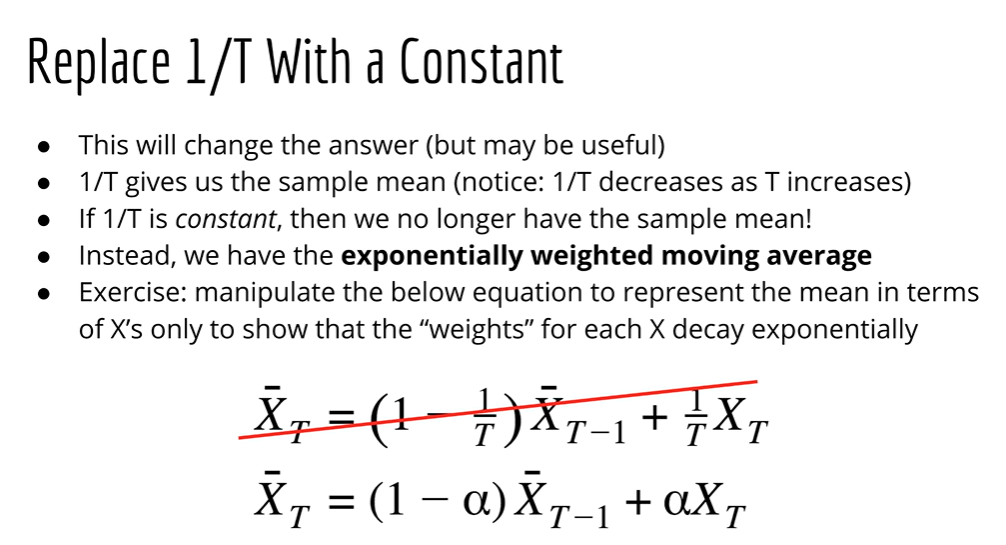 Replace 1/T With a Constant
● This will change the answer (but may be useful)
● 1/T gives us the sample mean (notice: 1/T decreases as T increases)
● If 1/T is constant, then we no longer have the sample mean!
● Instead, we have the exponentially weighted moving average
● Exercise: manipulate the below equation to represent the mean in terms
of X’s only to show that the “weights” for each X decay exponentially
X̄_T = (1 − 1/T) X̄_{T−1} + 1/T X_T
X̄_T = (1 − α) X̄_{T−1} + αX_T